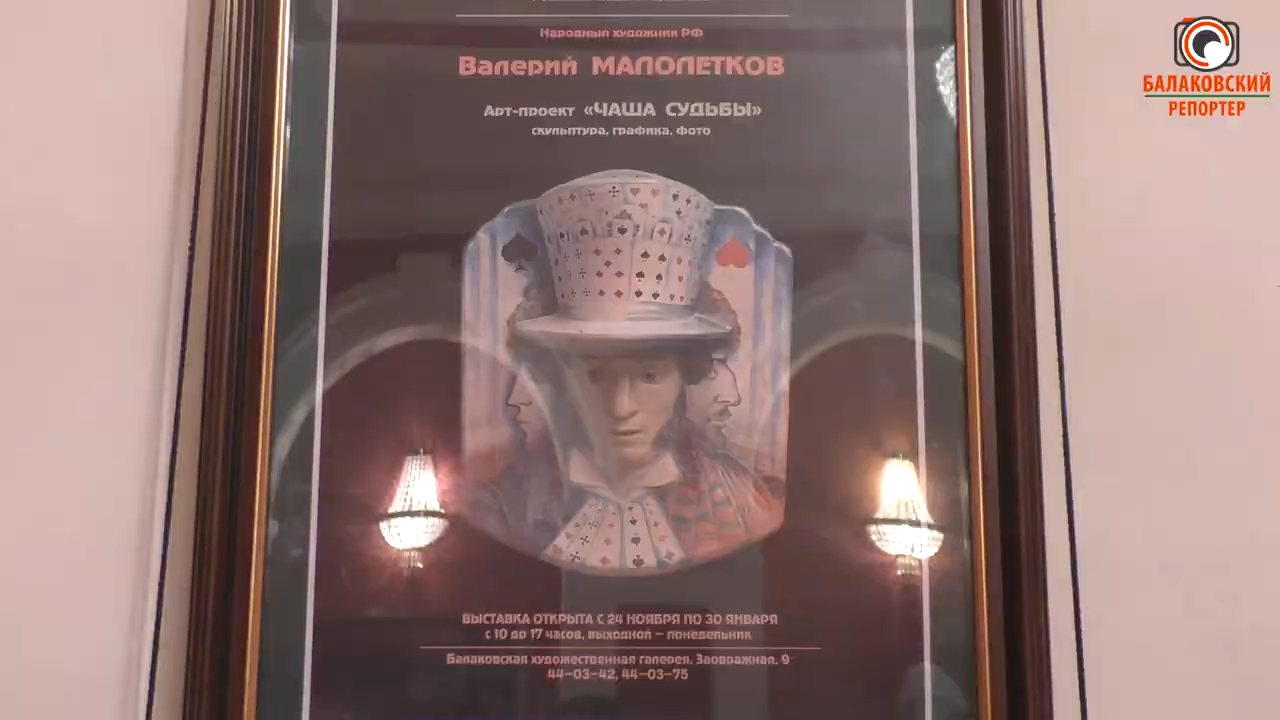 Народный художник РФ
Валерий МАЛОЛЕТКОВ
Арт-проект «ЧАША СУДЬБЫ»
скульптура, графика, фото
ВЫСТАВКА ОТКРЫТА С 24 НОЯБРЯ ПО 30 ЯНВАРЯ
с 10 до 17 часов, выходной – понедельник
Балаковская художественная галерея, Заовражная, 9
44-03-42, 44-03-75
БАЛАКОВСКИЙ
РЕПОРТЕР